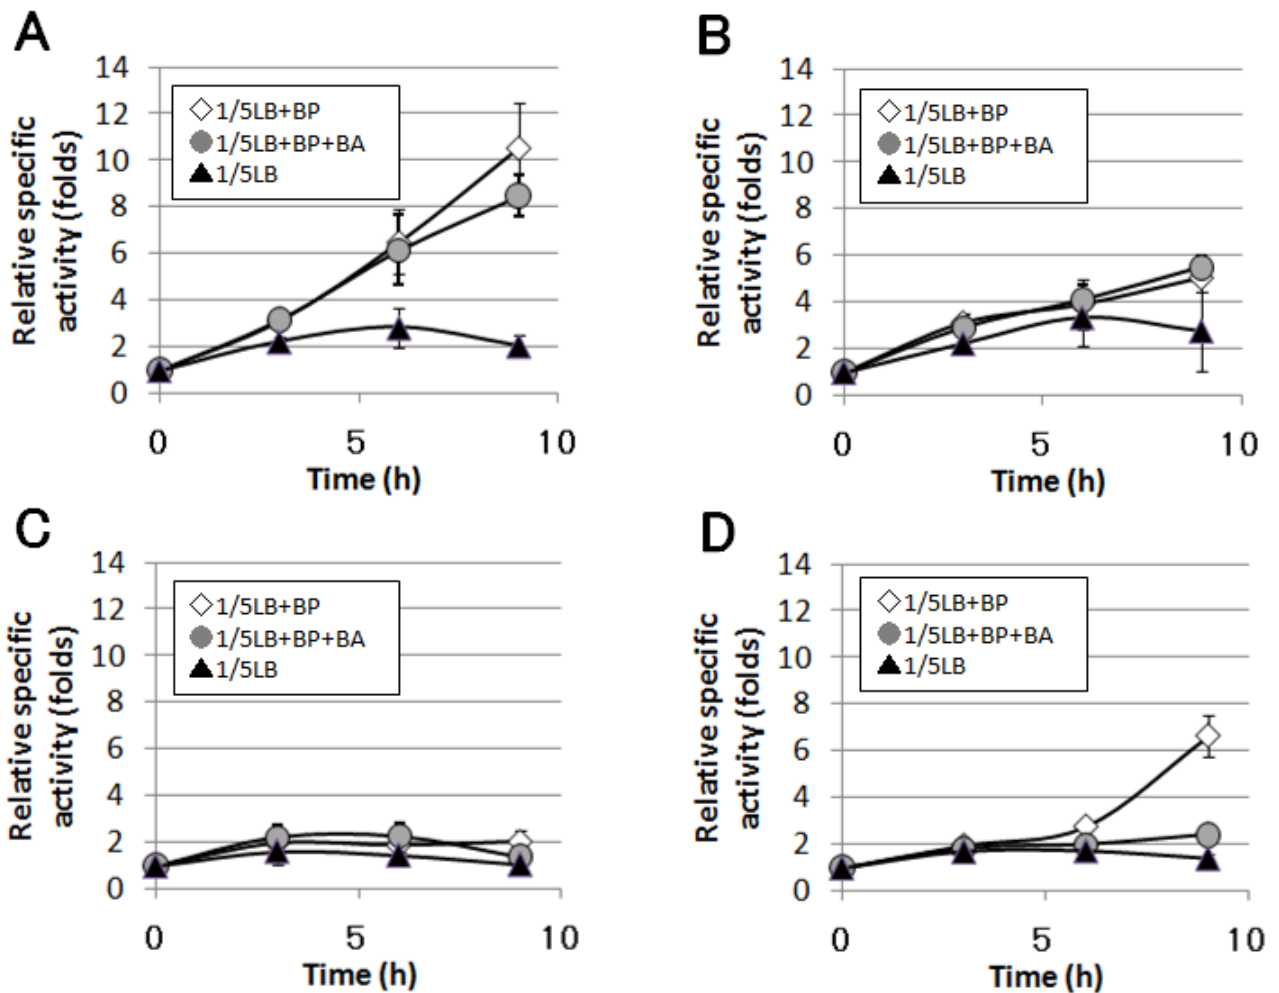 A
Relative specific
activity (folds)
14
12
10
8
6
4
2
0
1/5LB+BP
1/5LB+BP+BA
1/5LB
0
5
10
Time (h)
B
Relative specific
activity (folds)
14
12
10
8
6
4
2
0
1/5LB+BP
1/5LB+BP+BA
1/5LB
0
5
10
Time (h)
C
Relative specific
activity (folds)
14
12
10
8
6
4
2
0
1/5LB+BP
1/5LB+BP+BA
1/5LB
0
5
10
Time (h)
D
Relative specific
activity (folds)
14
12
10
8
6
4
2
0
1/5LB+BP
1/5LB+BP+BA
1/5LB
0
5
10
Time (h)